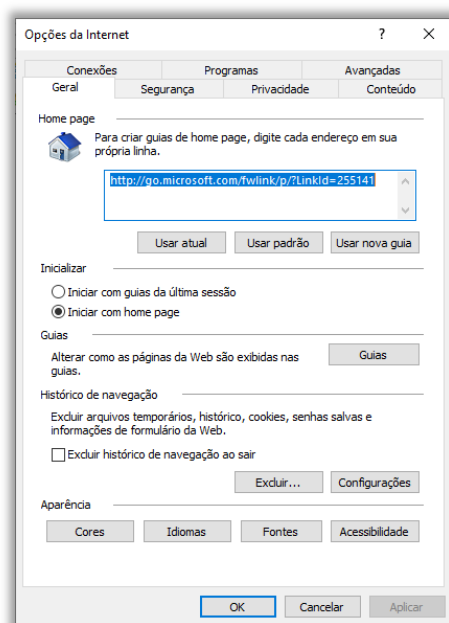 Opções da Internet
? X
Conexões Programas Avançadas
Geral Segurança Privacidade Conteúdo
Home page
Para criar guias de home page, digite cada endereço em sua
própria linha.
http://go.microsoft.com/fwlink/p/?LinkId=255141
Usar atual Usar padrão Usar nova guia
Inicializar
Iniciar com guias da última sessão
Iniciar com home page
Guias
Alterar como as páginas da Web são exibidas nas
guias.
Guias
Histórico de navegação
Excluir arquivos temporários, histórico, cookies, senhas salvas e
informações de formulário da Web.
Excluir histórico de navegação ao sair
Excluir... Configurações
Aparência
Cores Idiomas Fontes Acessibilidade
OK Cancelar Aplicar